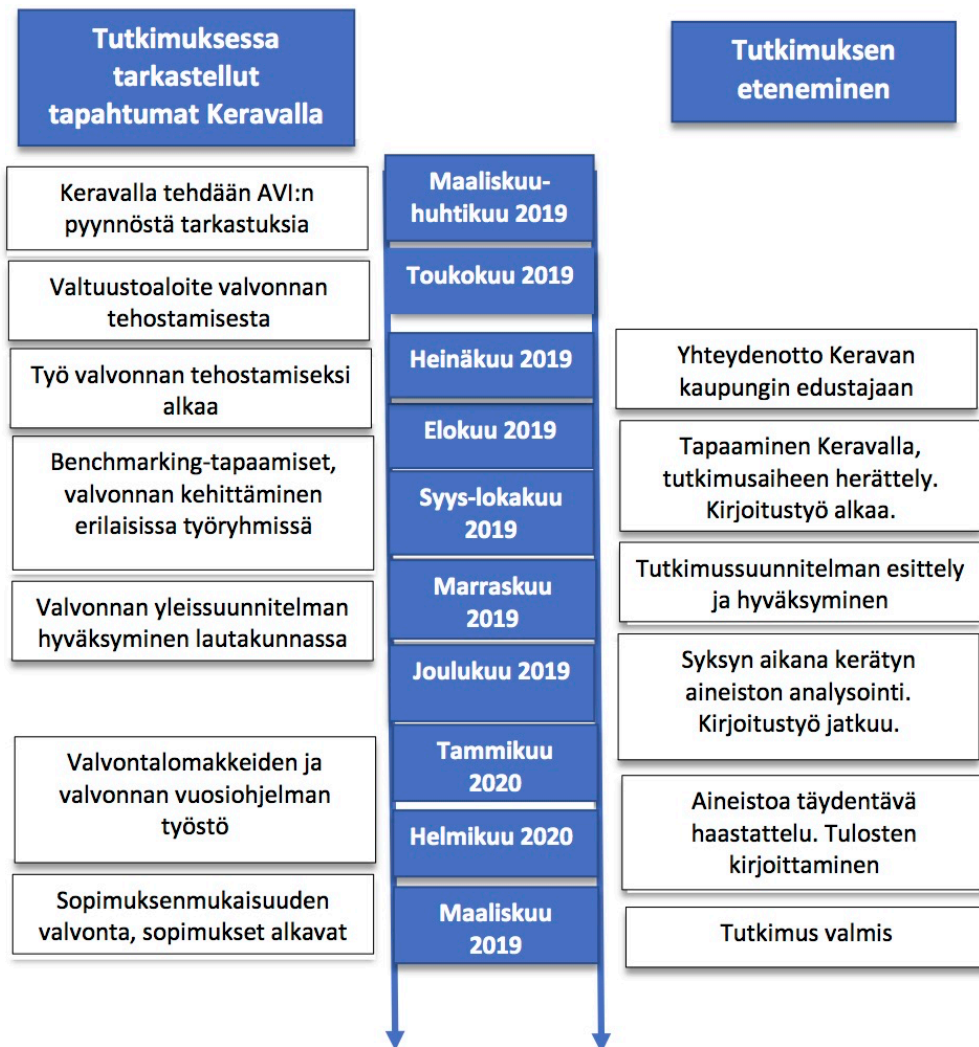 Tutkimuksessa
tarkastellut
tapahtumat Keravalla
Tutkimuksen
eteneminen
Keravalla tehdään AVI:n
pyynnöstä tarkastuksia
Maaliskuu-
huhtikuu 2019
Valtuustoaloite valvonnan
tehostamisesta
Toukokuu 2019
Työ valvonnan tehostamiseksi
alkaa
Heinäkuu 2019
Yhteydenotto Keravan
kaupungin edustajaan
Elokuu 2019
Benchmarking-tapaamiset,
valvonnan kehittäminen
erilaisissa työryhmissä
Syys-lokakuu
2019
Tapaaminen Keravalla,
tutkimusaiheen herättely.
Kirjoitustyö alkaa.
Valvonnan yleissuunnitelman
hyväksyminen lautakunnassa
Marraskuu
2019
Tutkimussuunnitelman esittely
ja hyväksyminen
Joulukuu 2019
Syksyn aikana kerätyn
aineiston analysointi.
Kirjoitustyö jatkuu.
Valvontalomakkeiden ja
valvonnan vuosiohjelman
työstö
Tammikuu
2020
Helmikuu 2020
Aineistoa täydentävä
haastattelu. Tulosten
kirjoittaminen
Sopimuksenmukaisuuden
valvonta, sopimukset alkavat
Maaliskuu
2019
Tutkimus valmis